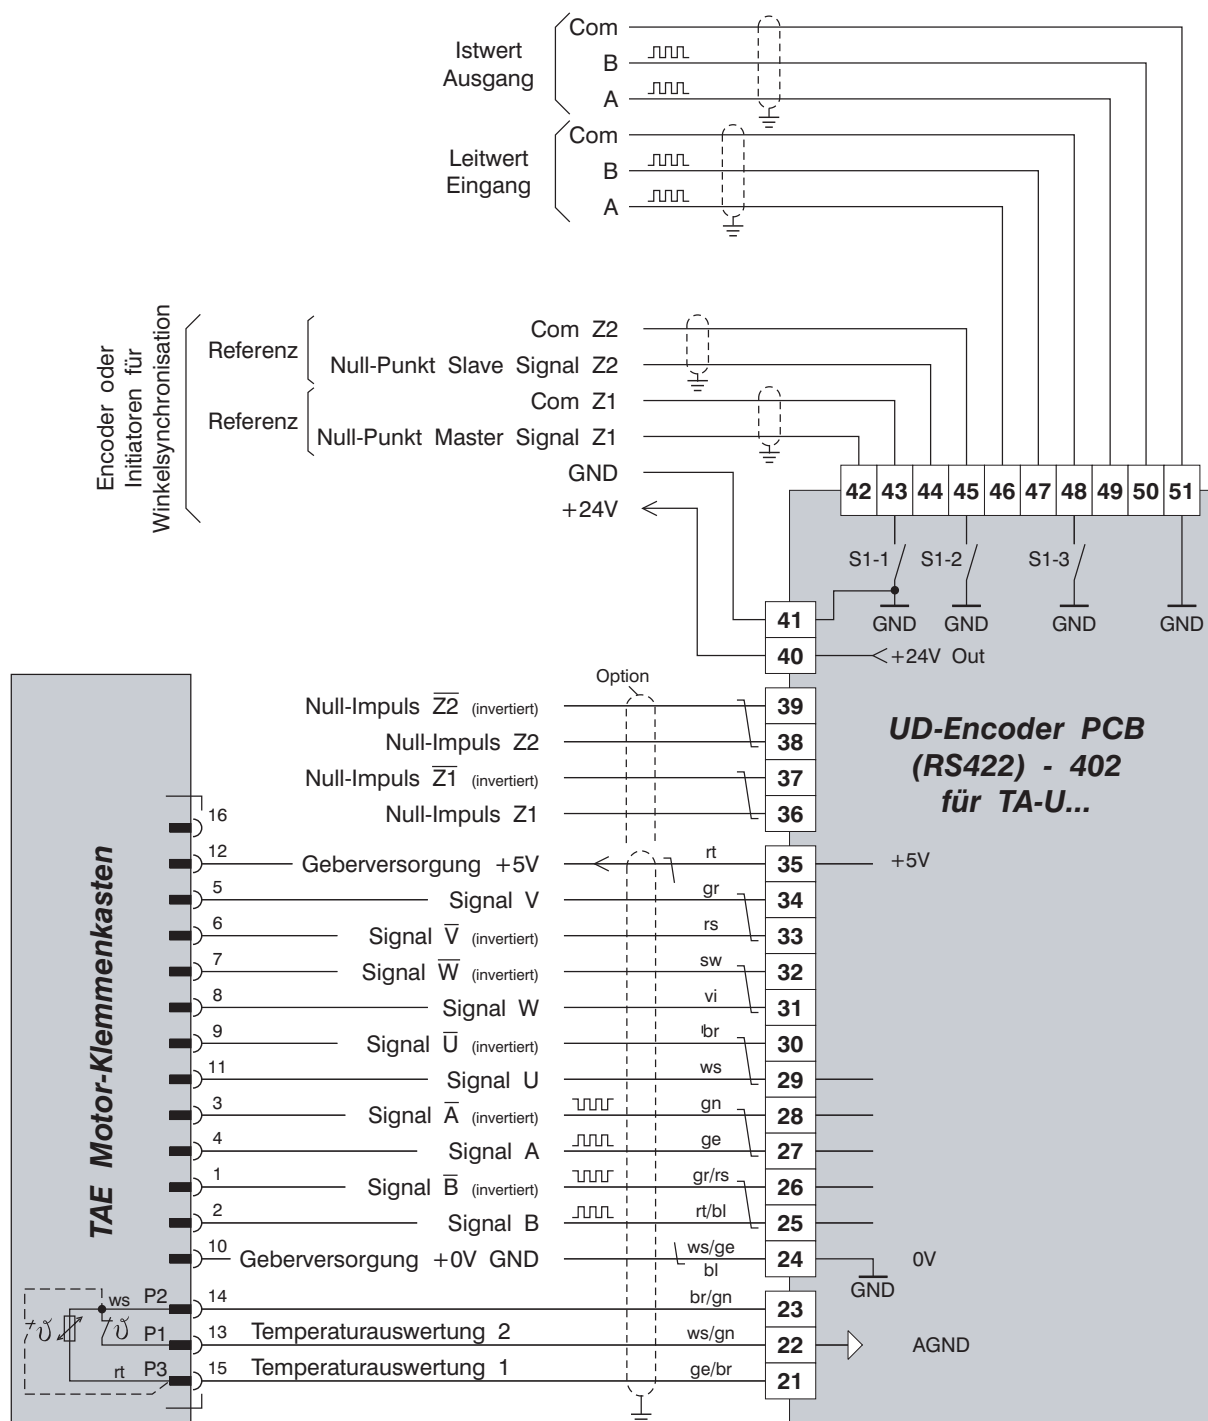 Com
Istwert
Ausgang
B
A
Com
Leitwert
Eingang
B
A
Encoder oder
Initiatoren für
Winkelsynchronisation
Referenz
Com Z2
Null-Punkt Slave Signal Z2
Referenz
Com Z1
Null-Punkt Master Signal Z1
GND
+24V
42 43 44 45 46 47 48 49 50 51
S1-1 S1-2 S1-3
GND GND GND GND
41
40 +24V Out
Option
Null-Impuls Z̅2̅ (invertiert) 39
Null-Impuls Z2 38
Null-Impuls Z̅1̅ (invertiert) 37
Null-Impuls Z1 36
UD-Encoder PCB
(RS422) - 402
für TA-U...
TAE Motor-Klemmenkasten
16
12 Geberversorgung +5V rt 35 +5V
5 Signal V gr 34
6 Signal V̅ (invertiert) rs 33
7 Signal W̅ (invertiert) sw 32
8 Signal W vi 31
9 Signal U̅ (invertiert) br 30
11 Signal U ws 29
3 Signal A̅ (invertiert) gn 28
4 Signal A ge 27
1 Signal B̅ (invertiert) gr/rs 26
2 Signal B rt/bl 25
10 Geberversorgung +0V GND ws/ge 24 0V
bl
GND
ws P2 14 br/gn 23
+ϑ ϑ P1 13 Temperaturauswertung 2 ws/gn 22 AGND
rt P3 15 Temperaturauswertung 1 ge/br 21